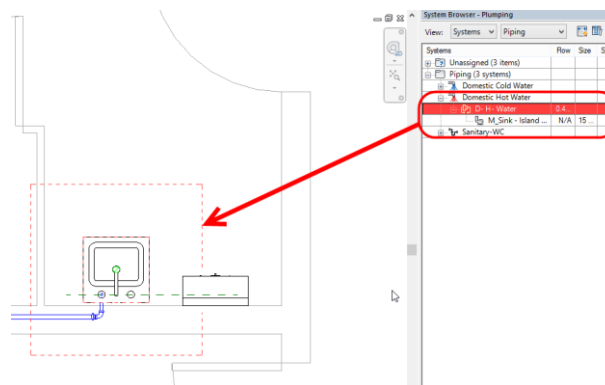 System Browser - Plumping
View: Systems Piping
Systems Flow Size S
Unassigned (3 items)
Piping (3 systems)
Domestic Cold Water
Domestic Hot Water
D- H- Water 0.4...
M_Sink - Island ... N/A 15 ...
Sanitary-WC